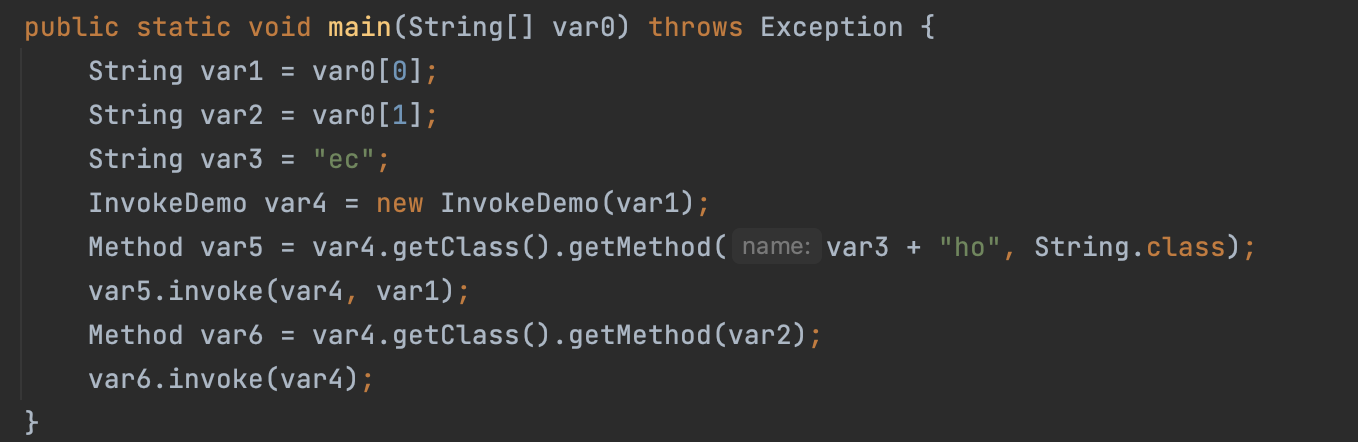 public static void main(String[] var0) throws Exception {
    String var1 = var0[0];
    String var2 = var0[1];
    String var3 = "ec";
    InvokeDemo var4 = new InvokeDemo(var1);
    Method var5 = var4.getClass().getMethod( name: var3 + "ho", String.class);
    var5.invoke(var4, var1);
    Method var6 = var4.getClass().getMethod(var2);
    var6.invoke(var4);
}